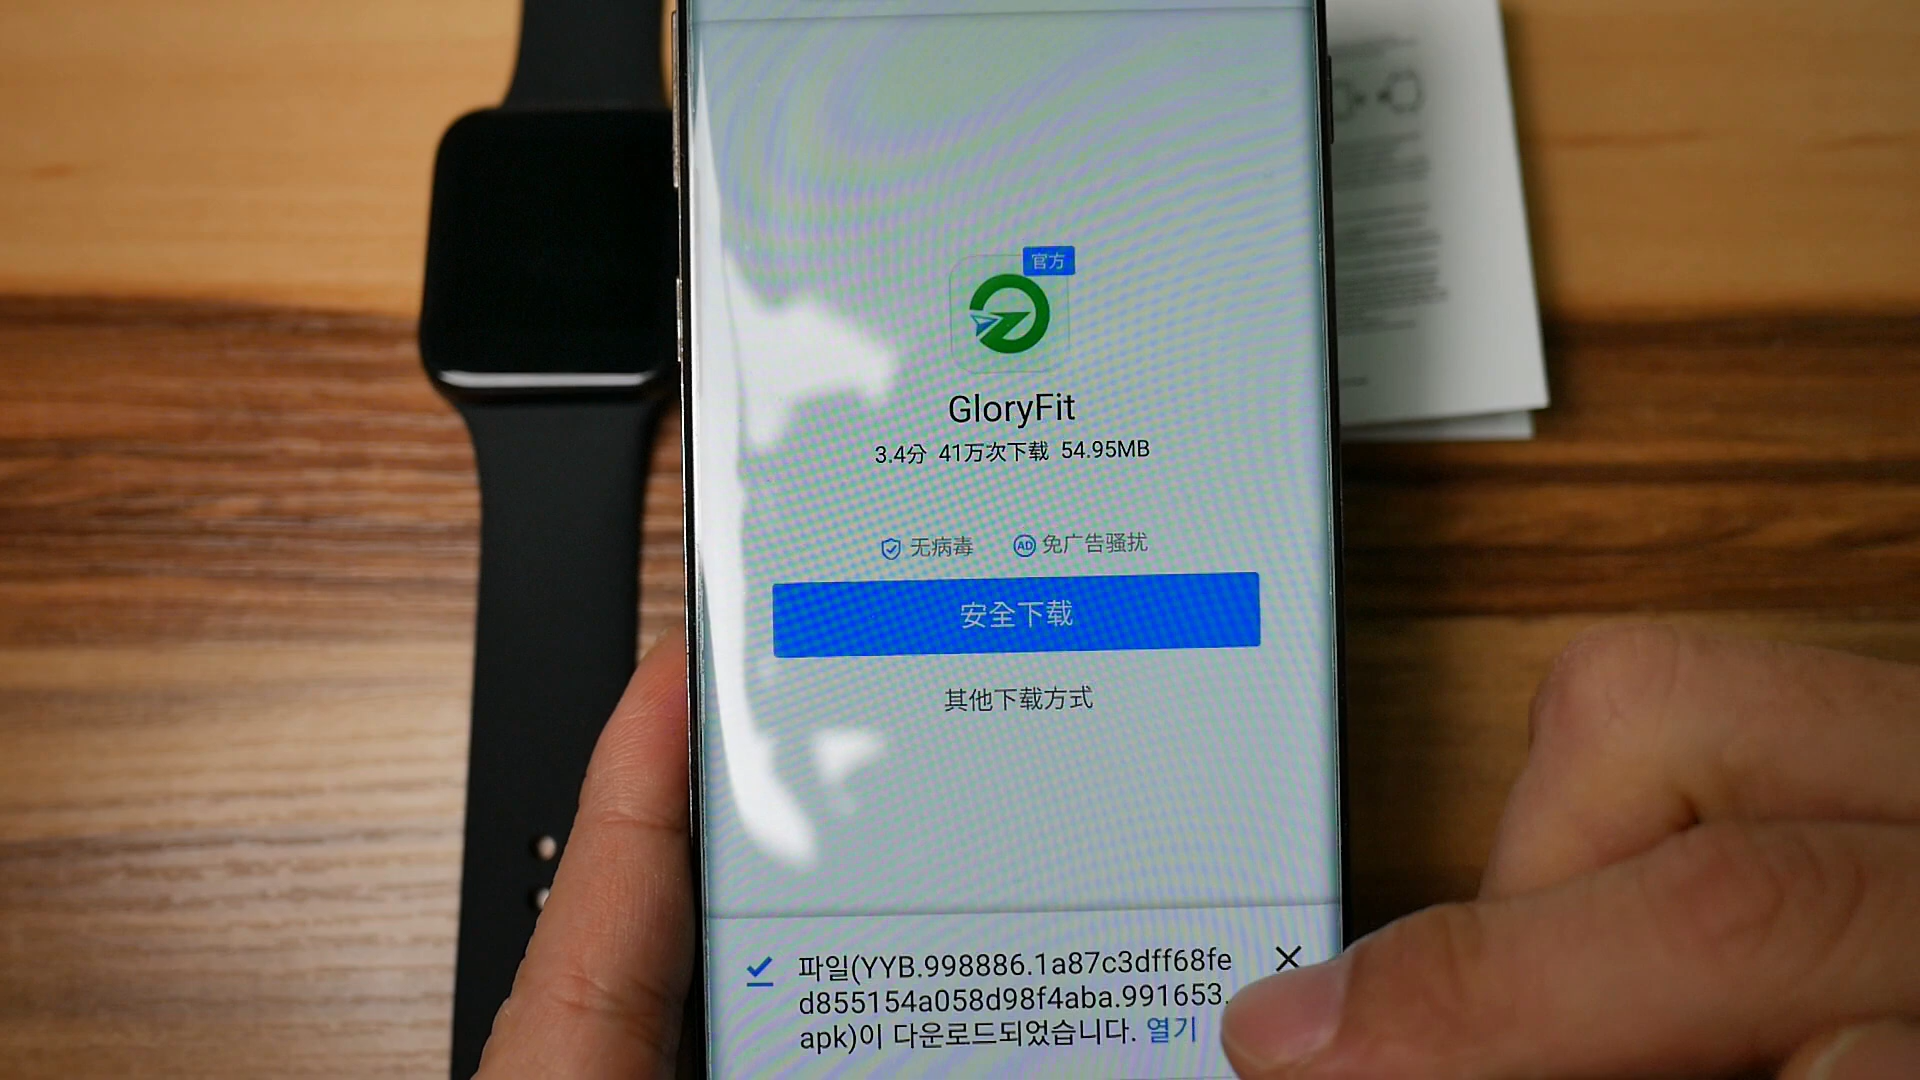 官方
GloryFit
3.4分 41万次下载 54.95MB
无病毒 AD 免广告骚扰
安全下载
其他下载方式
파일(YYB.998886.1a87c3dff68fe
d855154a058d98f4aba.991653.
apk)이 다운로드되었습니다. 열기